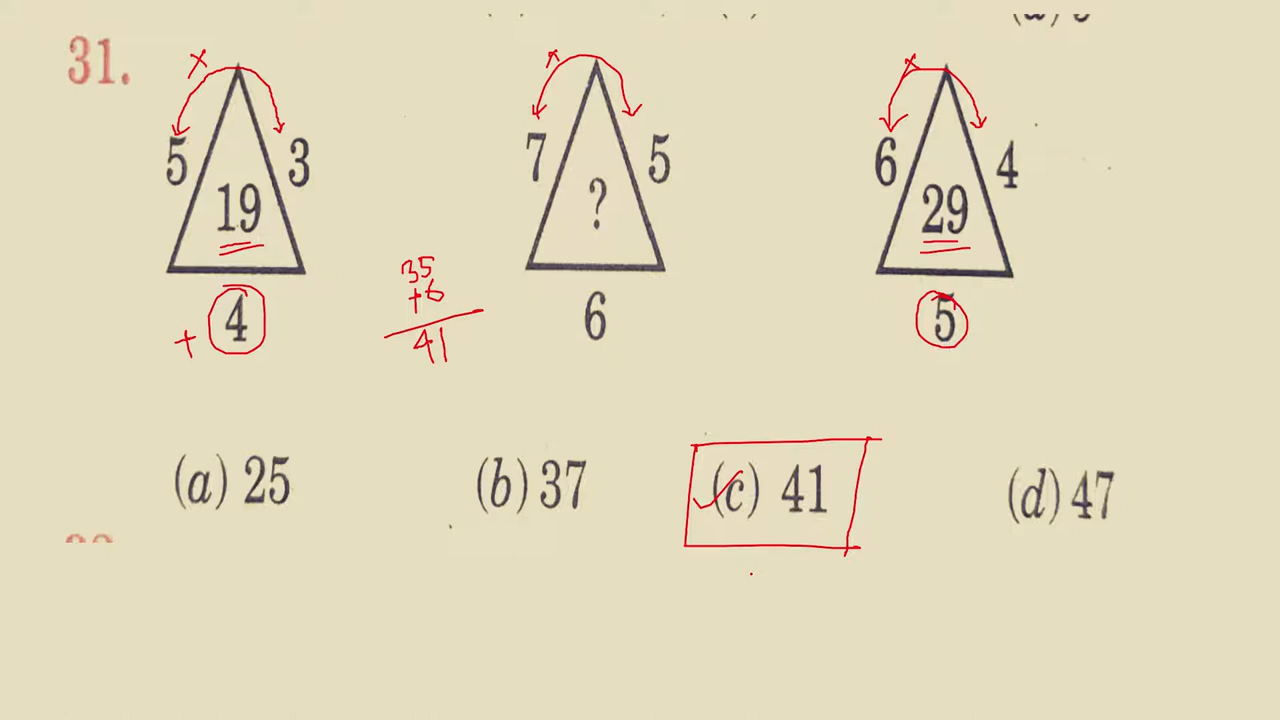 31.
x x x
5 3 7 5 6 4
19 ? 29
35
+6
41
+ 4 6 5
(a) 25 (b) 37 (c) 41 (d) 47